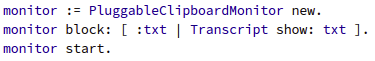 monitor := PluggableClipboardMonitor new.
monitor block: [ :txt | Transcript show: txt ].
monitor start.